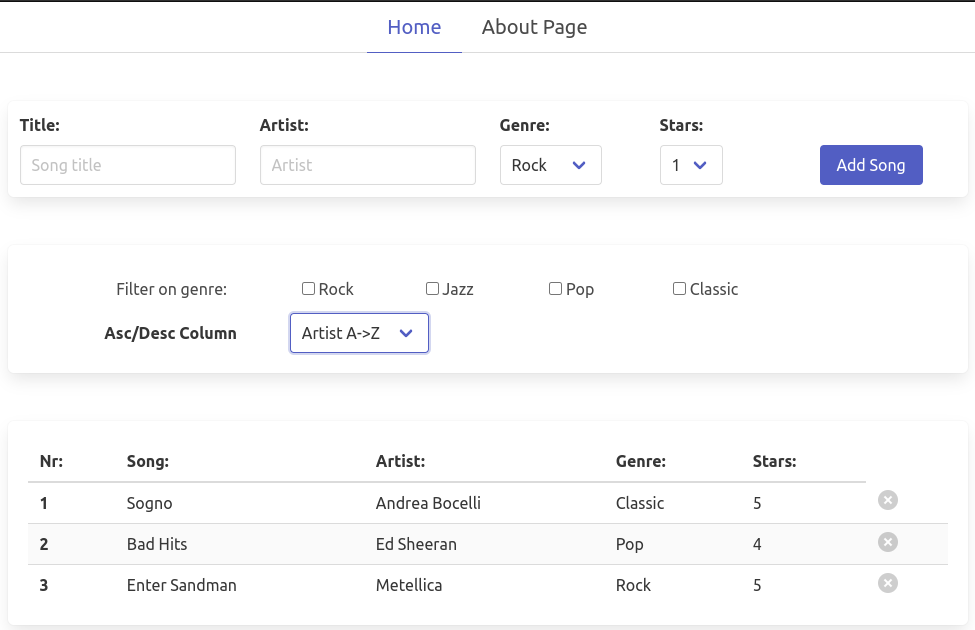 Home About Page
Title: Artist: Genre: Stars:
Song title Artist Rock 1 Add Song
Filter on genre: Rock Jazz Pop Classic
Asc/Desc Column Artist A->Z
Nr: Song: Artist: Genre: Stars:
1 Sogno Andrea Bocelli Classic 5
2 Bad Hits Ed Sheeran Pop 4
3 Enter Sandman Metellica Rock 5